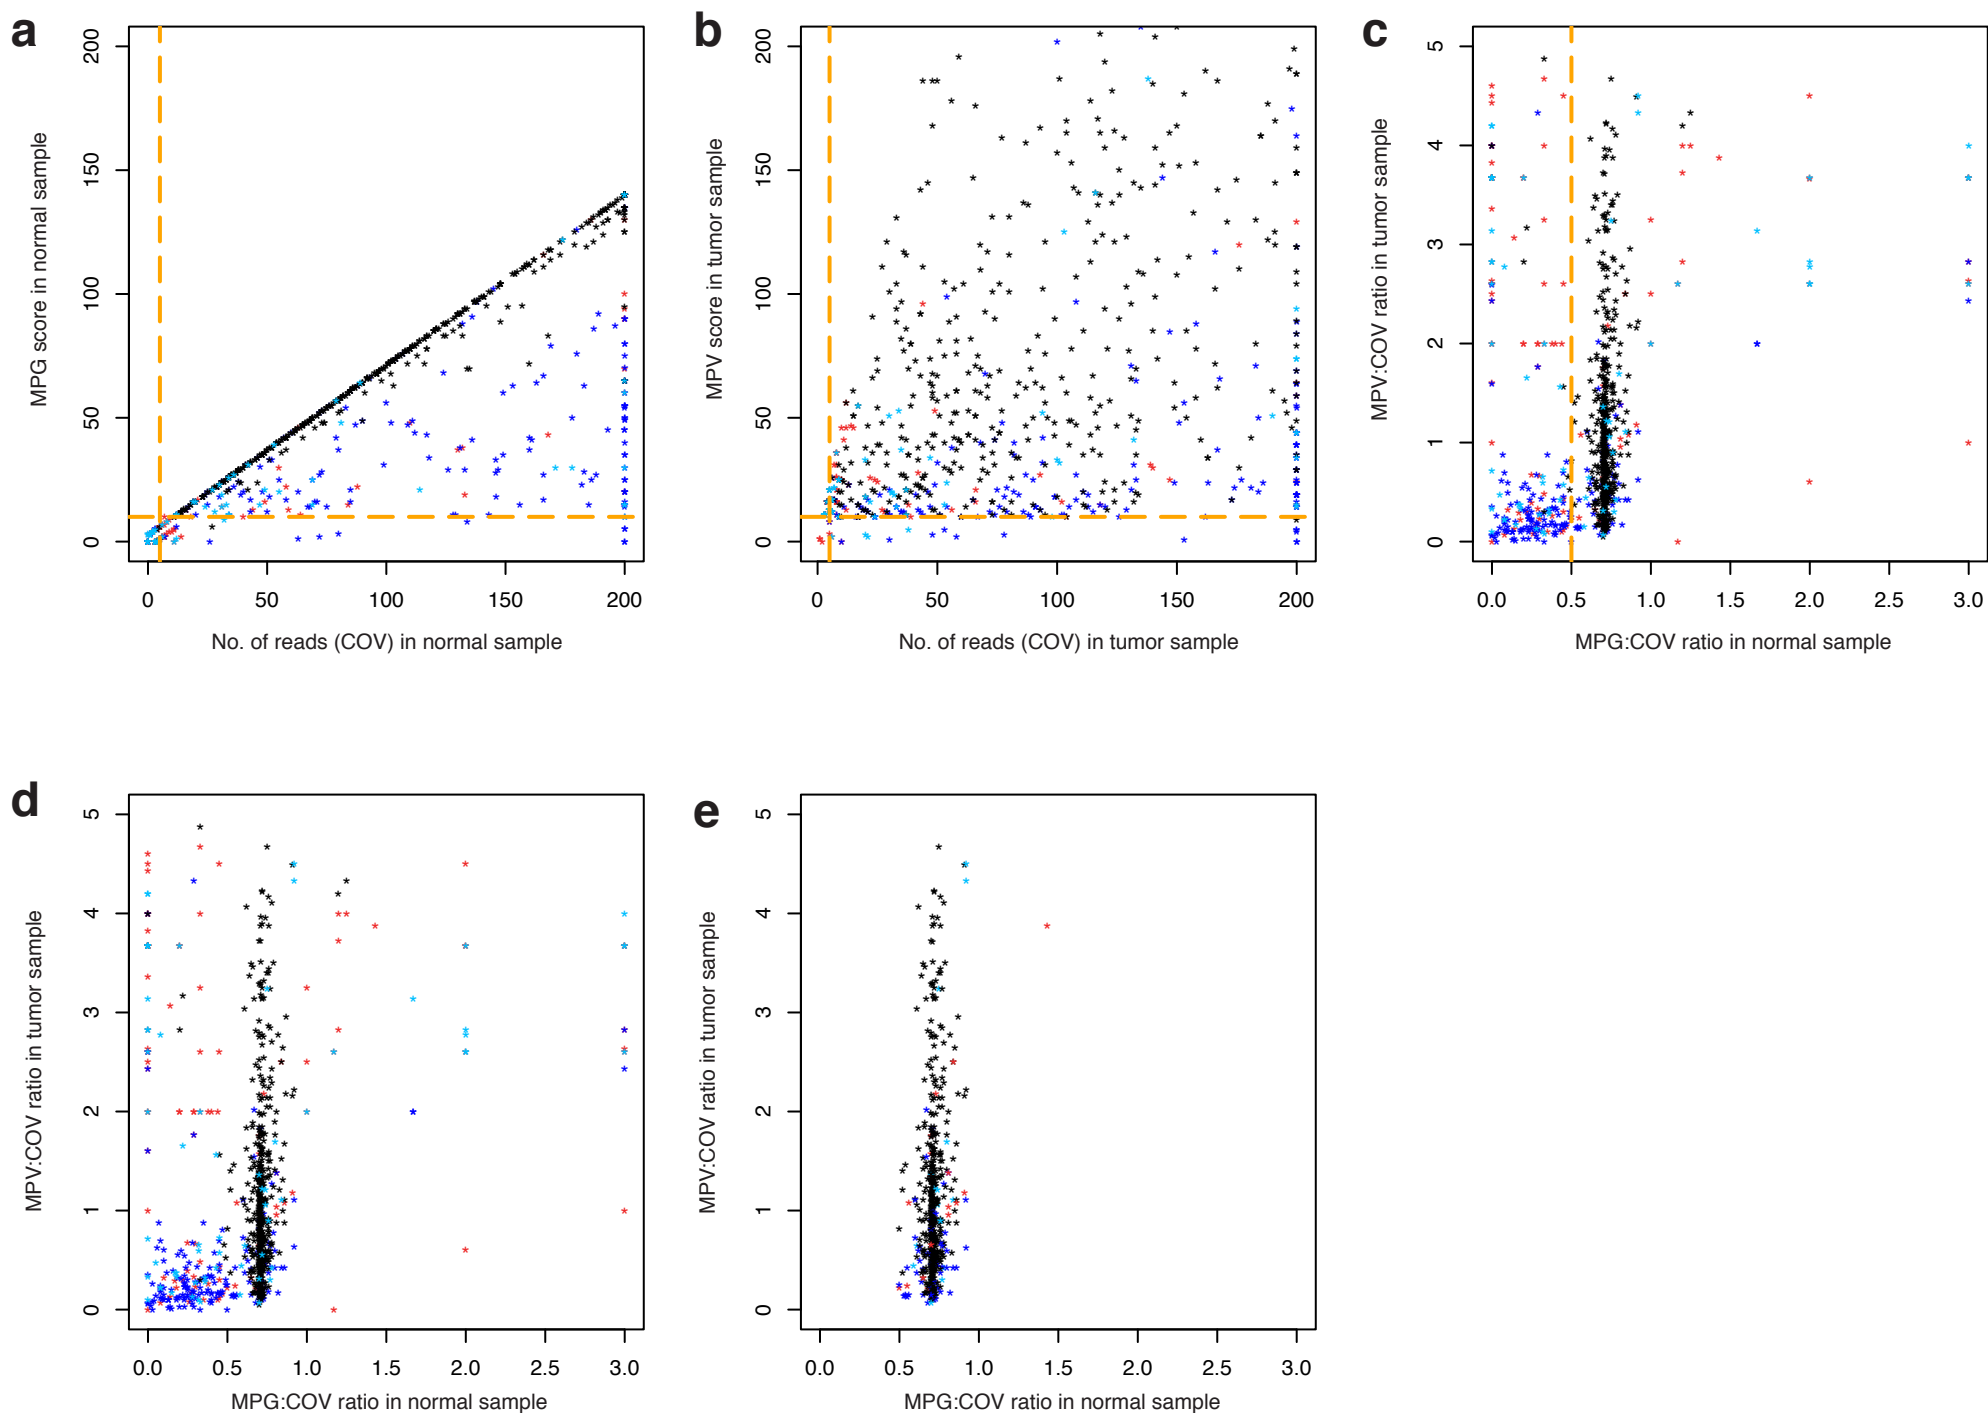 a
MPG score in normal sample
0
50
100
150
200
0 50 100 150 200
No. of reads (COV) in normal sample
b
MPV score in tumor sample
0
50
100
150
200
0 50 100 150 200
No. of reads (COV) in tumor sample
c
MPV:COV ratio in tumor sample
0
1
2
3
4
5
0.0 0.5 1.0 1.5 2.0 2.5 3.0
MPG:COV ratio in normal sample
d
MPV:COV ratio in tumor sample
0
1
2
3
4
5
0.0 0.5 1.0 1.5 2.0 2.5 3.0
MPG:COV ratio in normal sample
e
MPV:COV ratio in tumor sample
0
1
2
3
4
5
0.0 0.5 1.0 1.5 2.0 2.5 3.0
MPG:COV ratio in normal sample